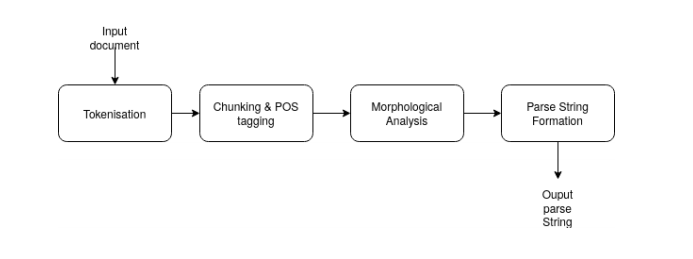 Input
document
Tokenisation
Chunking & POS
tagging
Morphological
Analysis
Parse String
Formation
Ouput
parse
String